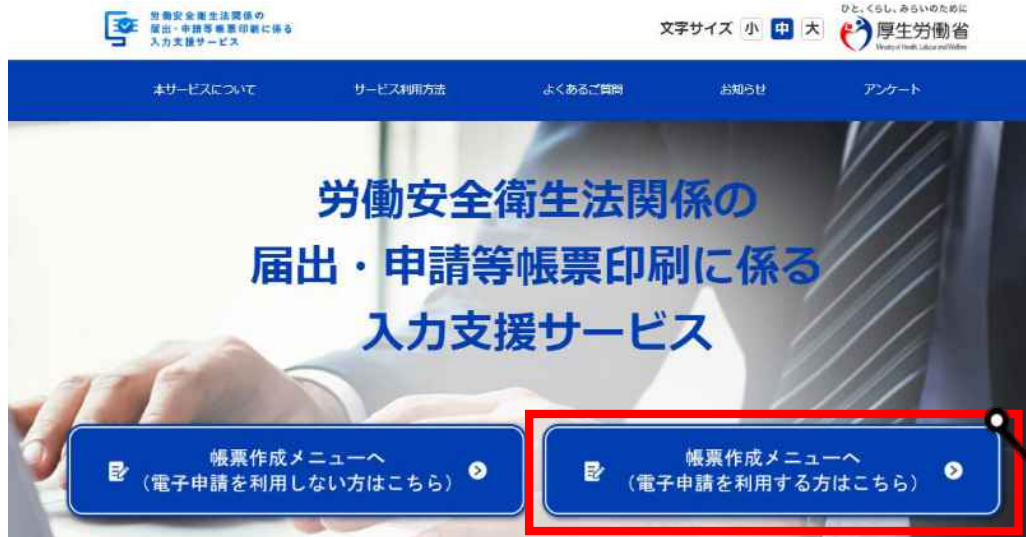 労働安全衛生法関係の
届出・申請等帳票印刷に係る
入力支援サービス
文字サイズ 小 中 大
ひと、くらし、みらいのために
厚生労働省
Ministry of Health, Labour and Welfare
本サービスについて サービス利用方法 よくあるご質問 お知らせ アンケート
労働安全衛生法関係の
届出・申請等帳票印刷に係る
入力支援サービス
帳票作成メニューへ
（電子申請を利用しない方はこちら）
帳票作成メニューへ
（電子申請を利用する方はこちら）